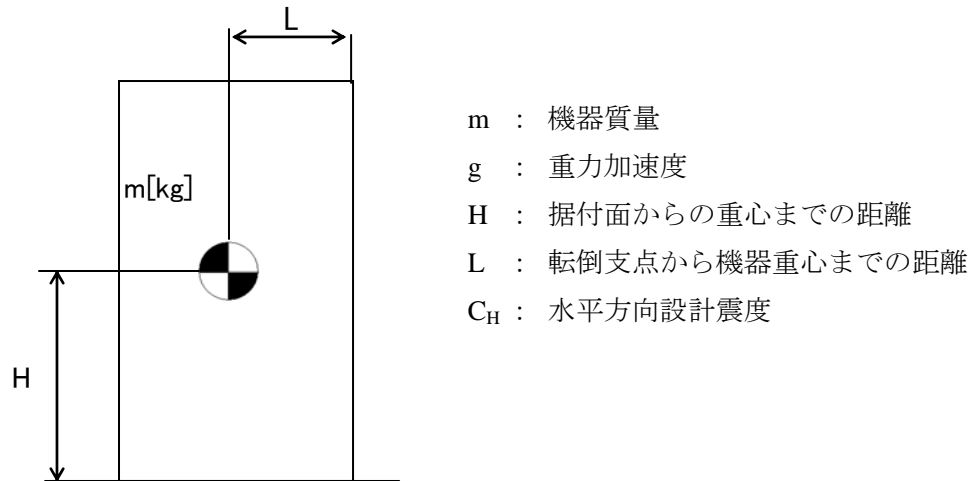 L
m[kg]
H
m : 機器質量
g : 重力加速度
H : 据付面からの重心までの距離
L : 転倒支点から機器重心までの距離
C_H : 水平方向設計震度